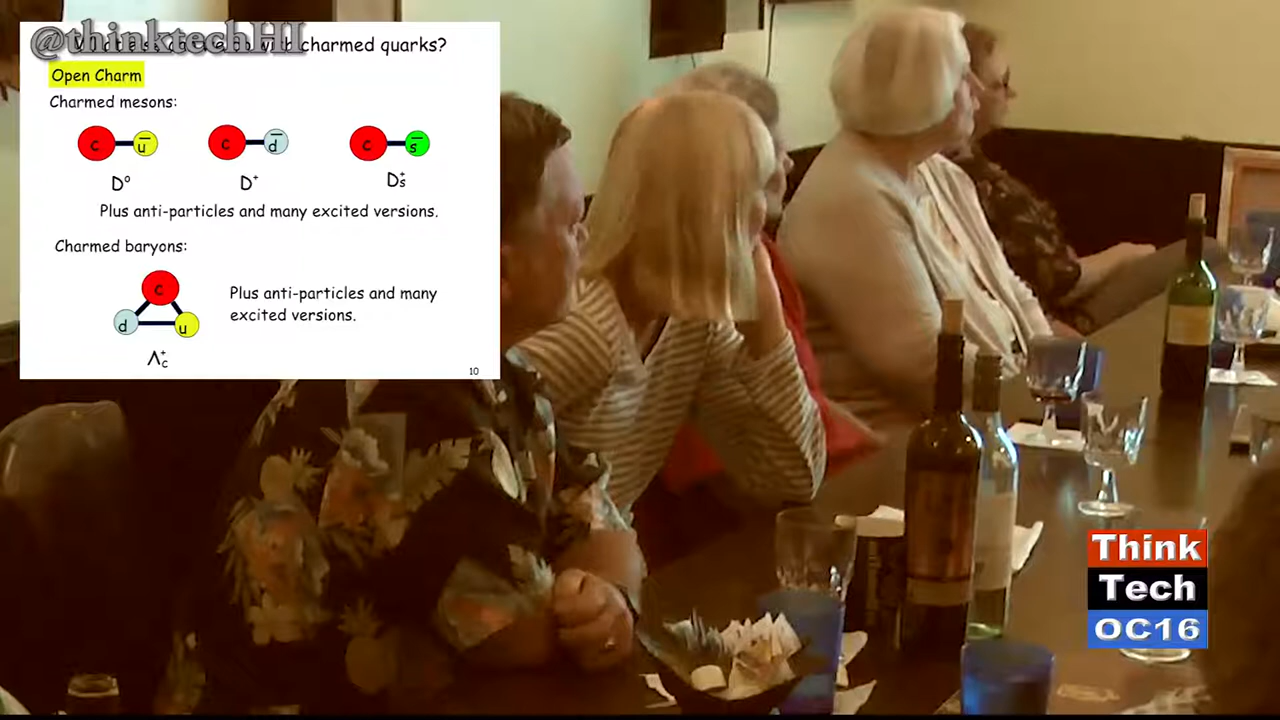 @thinktechHI
with charmed quarks?
Open Charm
Charmed mesons:
c u̅ c d̅ c s̅
D⁰ D⁺ Dₛ⁺
Plus anti-particles and many excited versions.
Charmed baryons:
c
d u
Λ꜀⁺
Plus anti-particles and many
excited versions.
10
Think
Tech
OC16